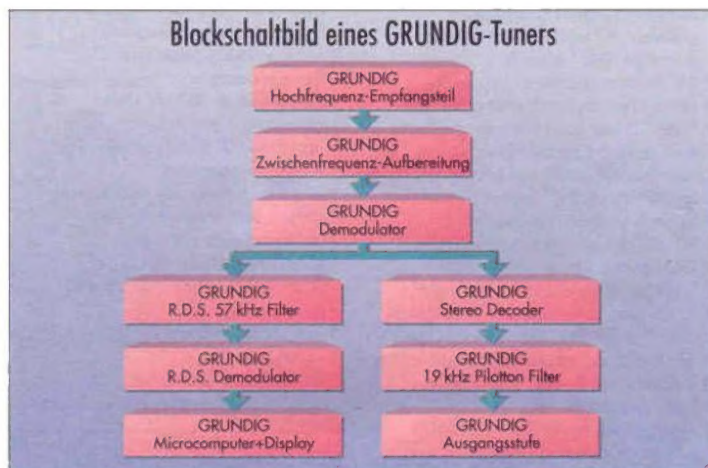 Blockschaltbild eines GRUNDIG-Tuners
GRUNDIG
Hochfrequenz-Empfangsteil
GRUNDIG
Zwischenfrequenz-Aufbereitung
GRUNDIG
Demodulator
GRUNDIG
R.D.S. 57 kHz Filter
GRUNDIG
R.D.S. Demodulator
GRUNDIG
Microcomputer+Display
GRUNDIG
Stereo Decoder
GRUNDIG
19 kHz Pilotton Filter
GRUNDIG
Ausgangsstufe